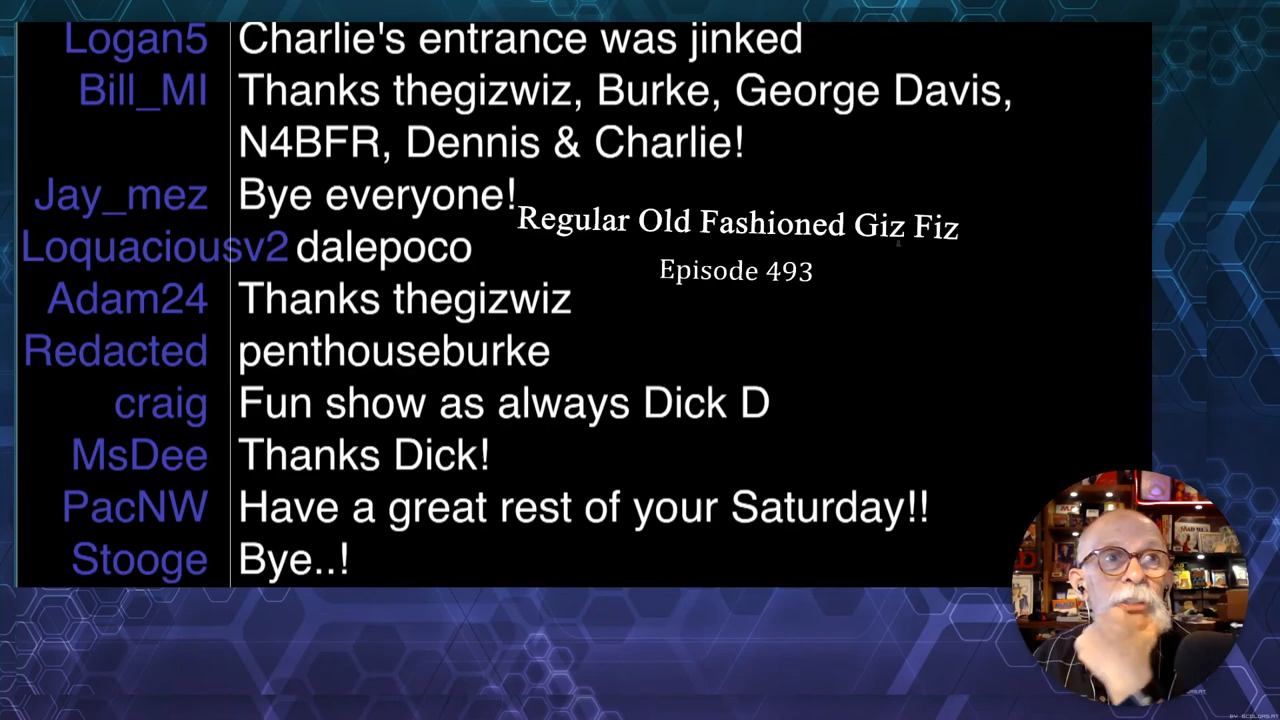 Logan5 Charlie's entrance was jinked
Bill_MI Thanks thegizwiz, Burke, George Davis,
N4BFR, Dennis & Charlie!
Jay_mez Bye everyone!
Regular Old Fashioned Giz Fiz
Loquaciousv2 dalepoco
Episode 493
Adam24 Thanks thegizwiz
Redacted penthouseburke
craig Fun show as always Dick D
MsDee Thanks Dick!
PacNW Have a great rest of your Saturday!!
Stooge Bye..!